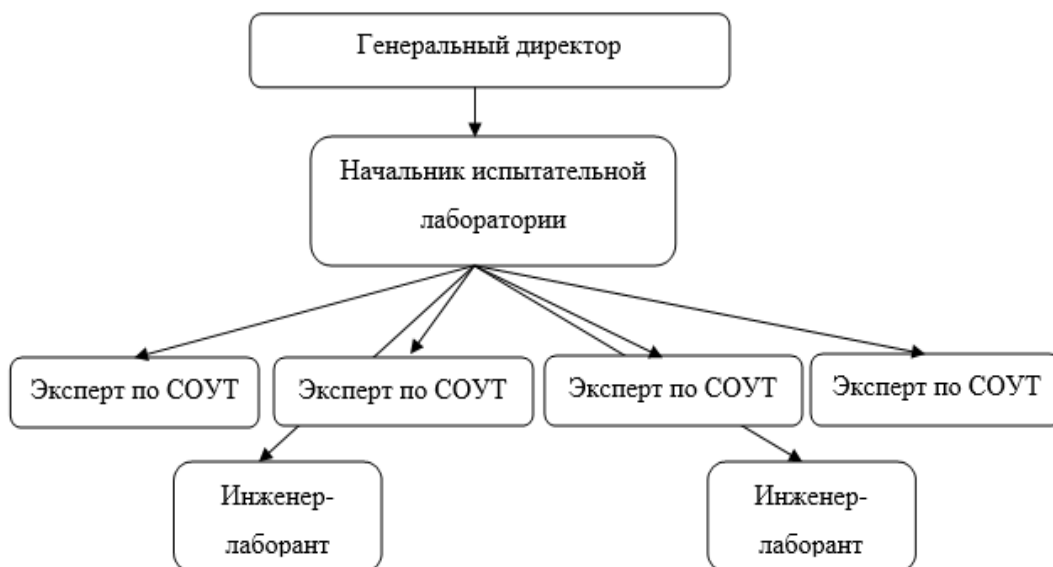 Генеральный директор
Начальник испытательной
лаборатории
Эксперт по СОУТ
Эксперт по СОУТ
Эксперт по СОУТ
Эксперт по СОУТ
Инженер-
лаборант
Инженер-
лаборант